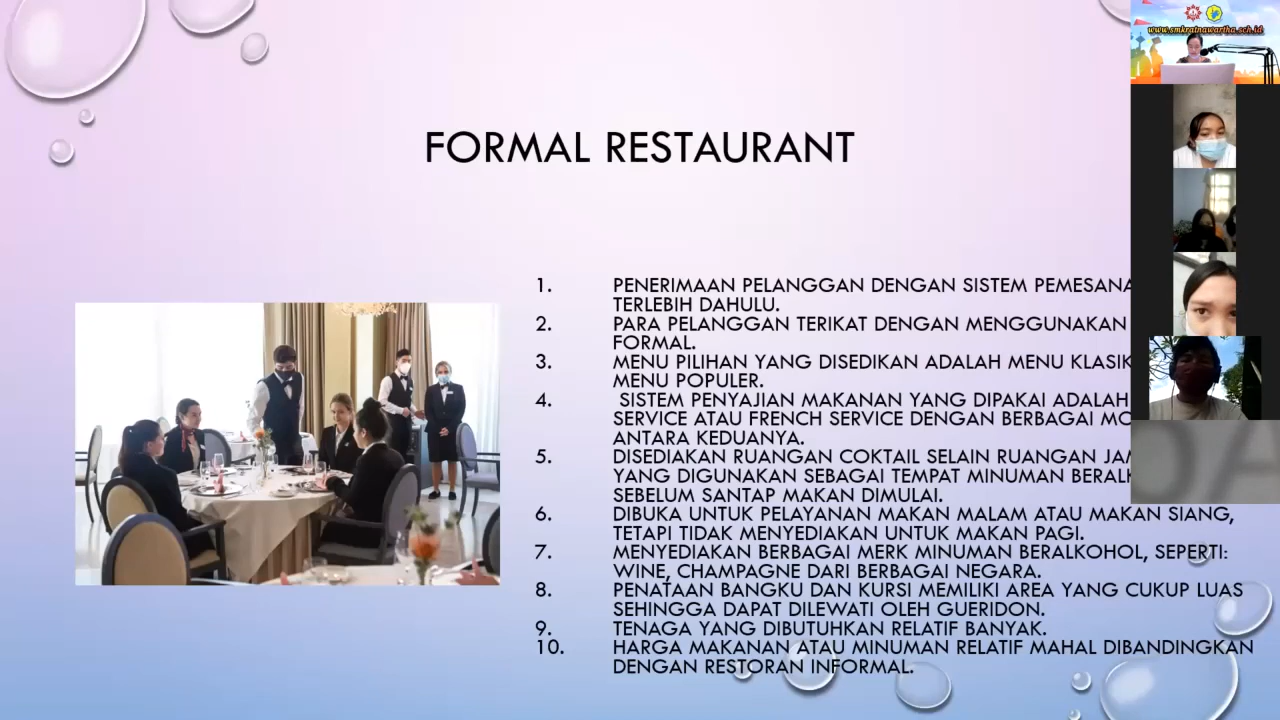 www.smkratnawartha.sch.id
FORMAL RESTAURANT
1. PENERIMAAN PELANGGAN DENGAN SISTEM
TERLEBIH DAHULU.
2. PARA PELANGGAN TERIKAT DENGAN MENGGUNAKAN
FORMAL.
3. MENU PILIHAN YANG DISEDIKAN ADALAH MENU KLASIK
MENU POPULER.
4. SISTEM PENYAJIAN MAKANAN YANG DIPAKAI ADALAH
SERVICE ATAU FRENCH SERVICE DENGAN BERBAGAI
ANTARA KEDUANYA.
5. DISEDIAKAN RUANGAN COKTAIL SELAIN RUANGAN
YANG DIGUNAKAN SEBAGAI TEMPAT MINUMAN
SEBELUM SANTAP MAKAN DIMULAI.
6. DIBUKA UNTUK PELAYANAN MAKAN MALAM ATAU MAKAN SIANG,
TETAPI TIDAK MENYEDIAKAN UNTUK MAKAN PAGI.
7. MENYEDIAKAN BERBAGAI MERK MINUMAN BERALKOHOL, SEPERTI:
WINE, CHAMPAGNE DARI BERBAGAI NEGARA.
8. PENATAAN BANGKU DAN KURSI MEMILIKI AREA YANG CUKUP LUAS
SEHINGGA DAPAT DILEWATI OLEH GUERIDON.
9. TENAGA YANG DIBUTUHKAN RELATIF BANYAK.
10. HARGA MAKANAN ATAU MINUMAN RELATIF MAHAL DIBANDINGKAN
DENGAN RESTORAN INFORMAL.